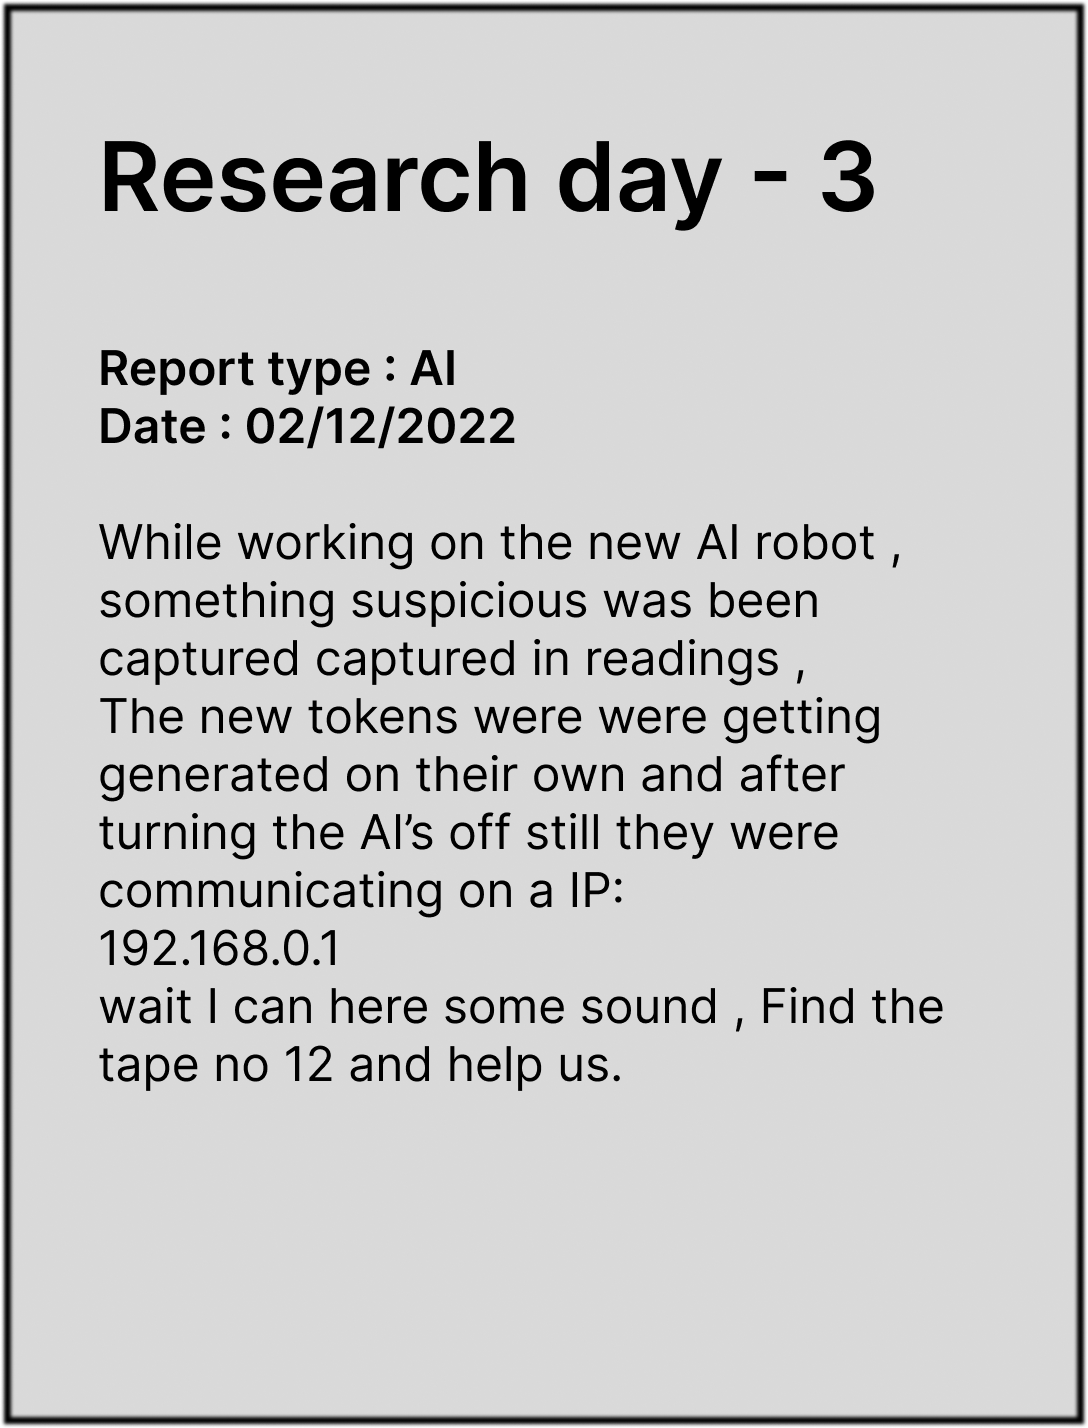 Research day - 3
Report type : AI
Date : 02/12/2022
While working on the new AI robot ,
something suspicious was been
captured captured in readings ,
The new tokens were were getting
generated on their own and after
turning the AI’s off still they were
communicating on a IP:
192.168.0.1
wait I can here some sound , Find the
tape no 12 and help us.